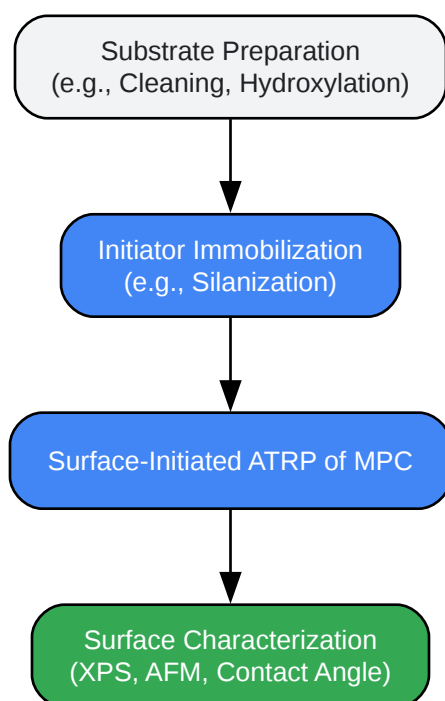 Substrate Preparation
(e.g., Cleaning, Hydroxylation)
Initiator Immobilization
(e.g., Silanization)
Surface-Initiated ATRP of MPC
Surface Characterization
(XPS, AFM, Contact Angle)